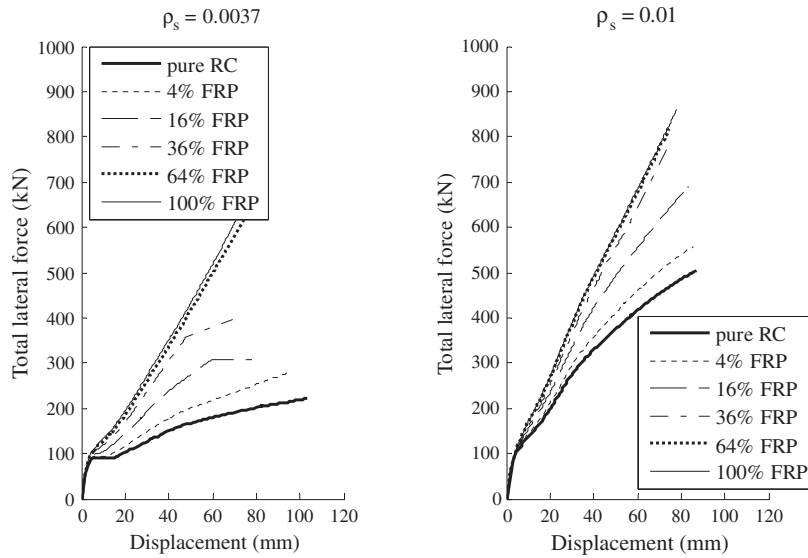 ρs = 0.0037
1000
900
800
700
600
500
400
300
200
100
0
Total lateral force (kN)
pure RC
4% FRP
16% FRP
36% FRP
64% FRP
100% FRP
0 20 40 60 80 100 120
Displacement (mm)
ρs = 0.01
1000
900
800
700
600
500
400
300
200
100
0
Total lateral force (kN)
pure RC
4% FRP
16% FRP
36% FRP
64% FRP
100% FRP
0 20 40 60 80 100 120
Displacement (mm)